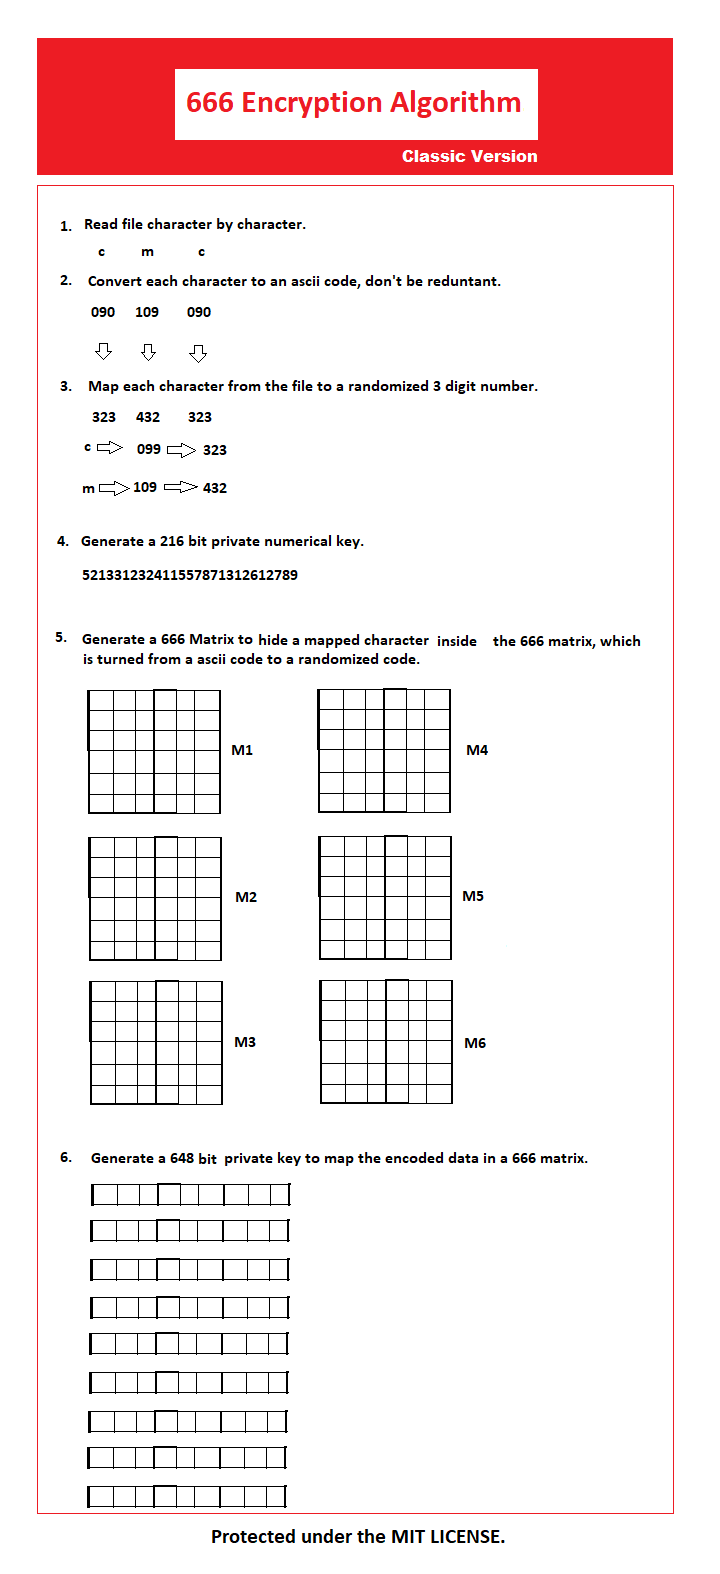 666 Encryption Algorithm
Classic Version
1. Read file character by character.
c m c
2. Convert each character to an ascii code, don't be reduntant.
090 109 090
3. Map each character from the file to a randomized 3 digit number.
323 432 323
c 099 323
m 109 432
4. Generate a 216 bit private numerical key.
521331232411557871312612789
5. Generate a 666 Matrix to hide a mapped character inside the 666 matrix, which
is turned from a ascii code to a randomized code.
M1 M4
M2 M5
M3 M6
6. Generate a 648 bit private key to map the encoded data in a 666 matrix.
Protected under the MIT LICENSE.